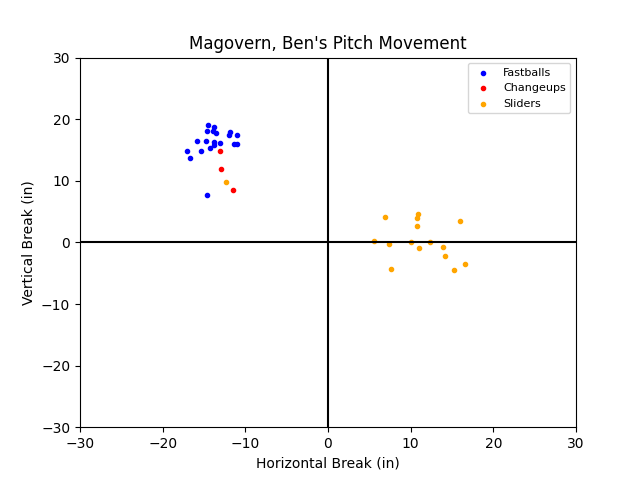 Magovern, Ben's Pitch Movement
Fastballs
Changeups
Sliders
Vertical Break (in)
30
20
10
0
−10
−20
−30
−30
−20
−10
0
10
20
30
Horizontal Break (in)